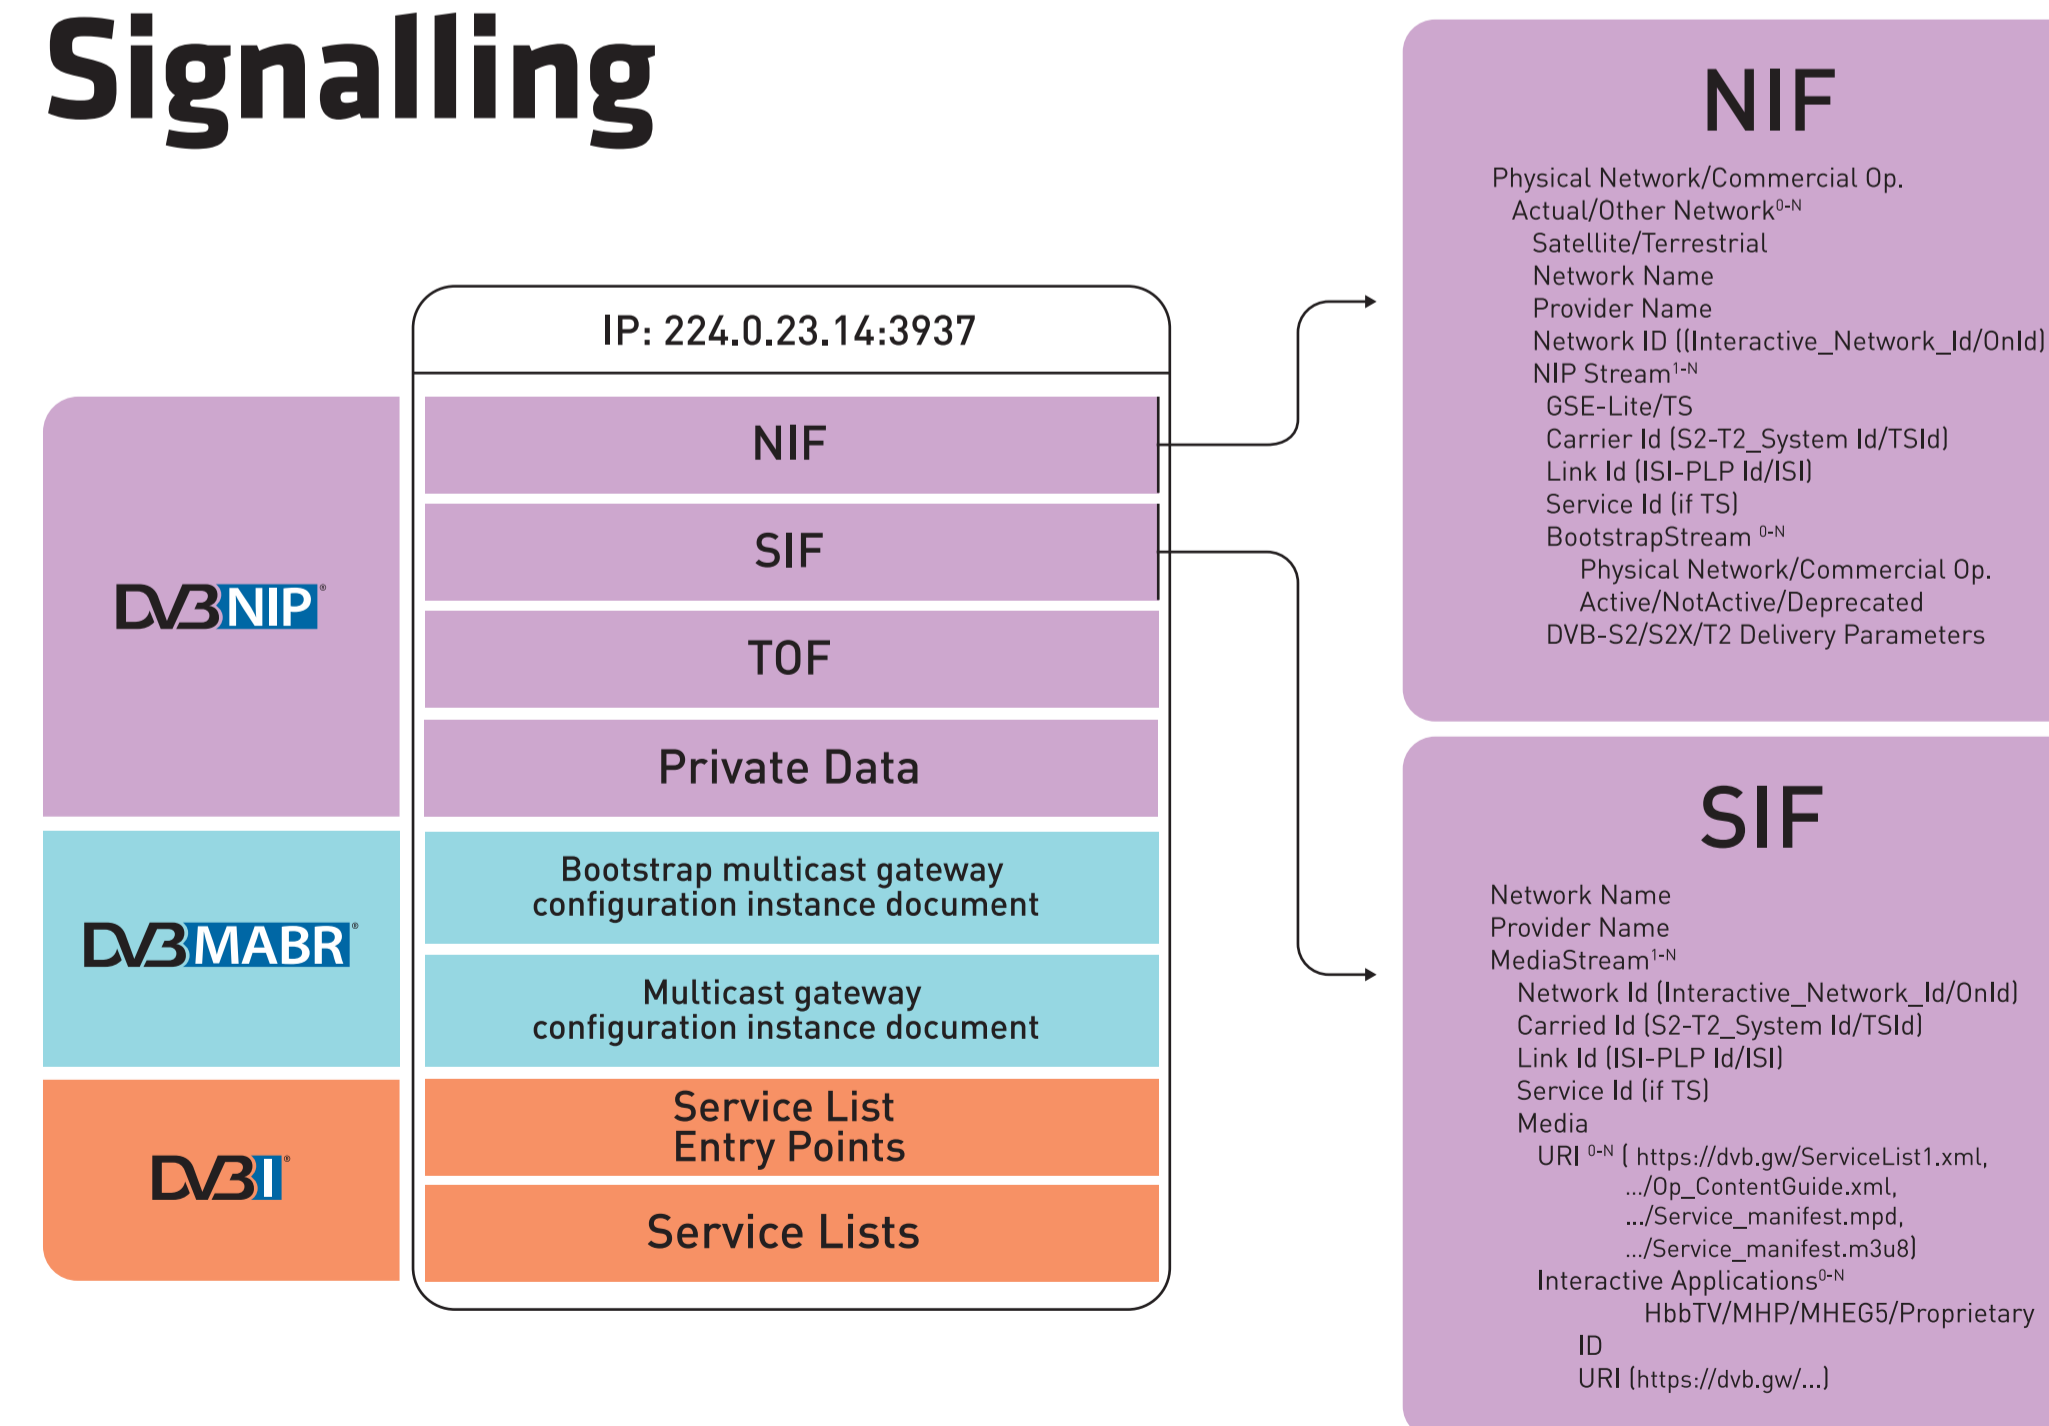 Signalling
IP: 224.0.23.14:3937
DVB NIP®
NIF
SIF
TOF
Private Data
DVB MABR®
Bootstrap multicast gateway
configuration instance document
Multicast gateway
configuration instance document
DVB I®
Service List
Entry Points
Service Lists
NIF
Physical Network/Commercial Op.
Actual/Other Network0-N
Satellite/Terrestrial
Network Name
Provider Name
Network ID ((Interactive_Network_Id/OnId)
NIP Stream1-N
GSE-Lite/TS
Carrier Id (S2-T2_System Id/TSId)
Link Id (ISI-PLP Id/ISI)
Service Id (if TS)
BootstrapStream 0-N
Physical Network/Commercial Op.
Active/NotActive/Deprecated
DVB-S2/S2X/T2 Delivery Parameters
SIF
Network Name
Provider Name
MediaStream1-N
Network Id (Interactive_Network_Id/OnId)
Carried Id (S2-T2_System Id/TSId)
Link Id (ISI-PLP Id/ISI)
Service Id (if TS)
Media
URI 0-N ( https://dvb.gw/ServiceList1.xml,
.../Op_ContentGuide.xml,
.../Service_manifest.mpd,
.../Service_manifest.m3u8)
Interactive Applications0-N
HbbTV/MHP/MHEG5/Proprietary
ID
URI (https://dvb.gw/...)